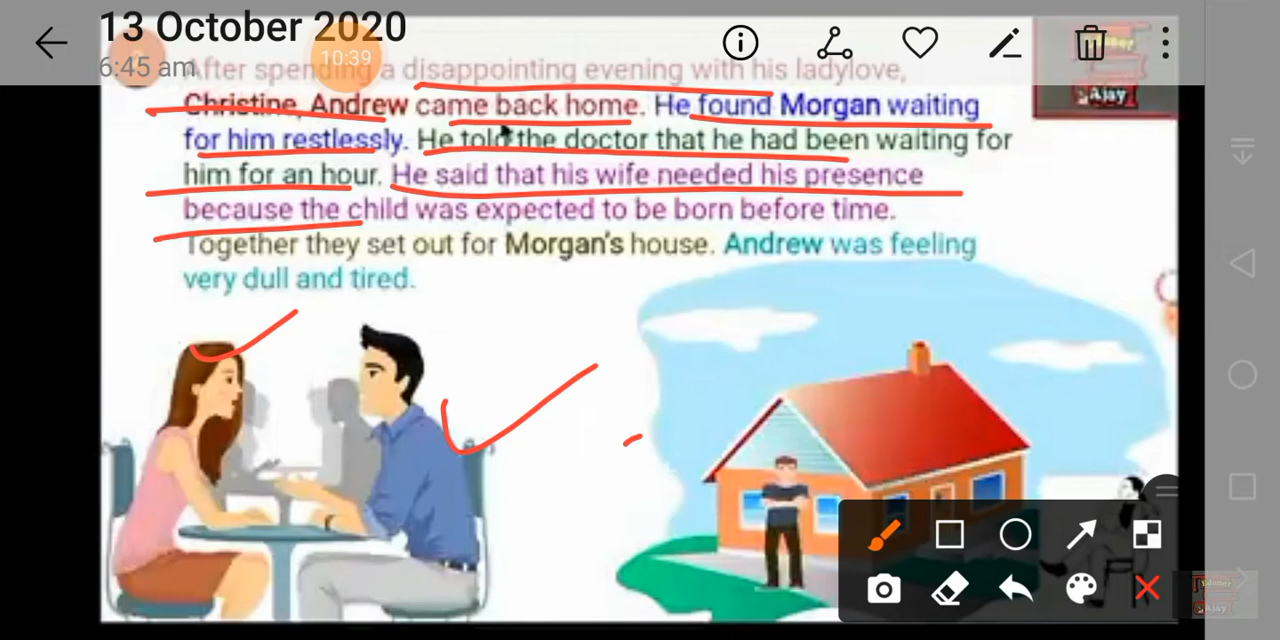 13 October 2020
6:45 am
10:39
After spending a disappointing evening with his ladylove,
Christine, Andrew came back home. He found Morgan waiting
for him restlessly. He told the doctor that he had been waiting for
him for an hour. He said that his wife needed his presence
because the child was expected to be born before time.
Together they set out for Morgan's house. Andrew was feeling
very dull and tired.
Ajay
Ajay